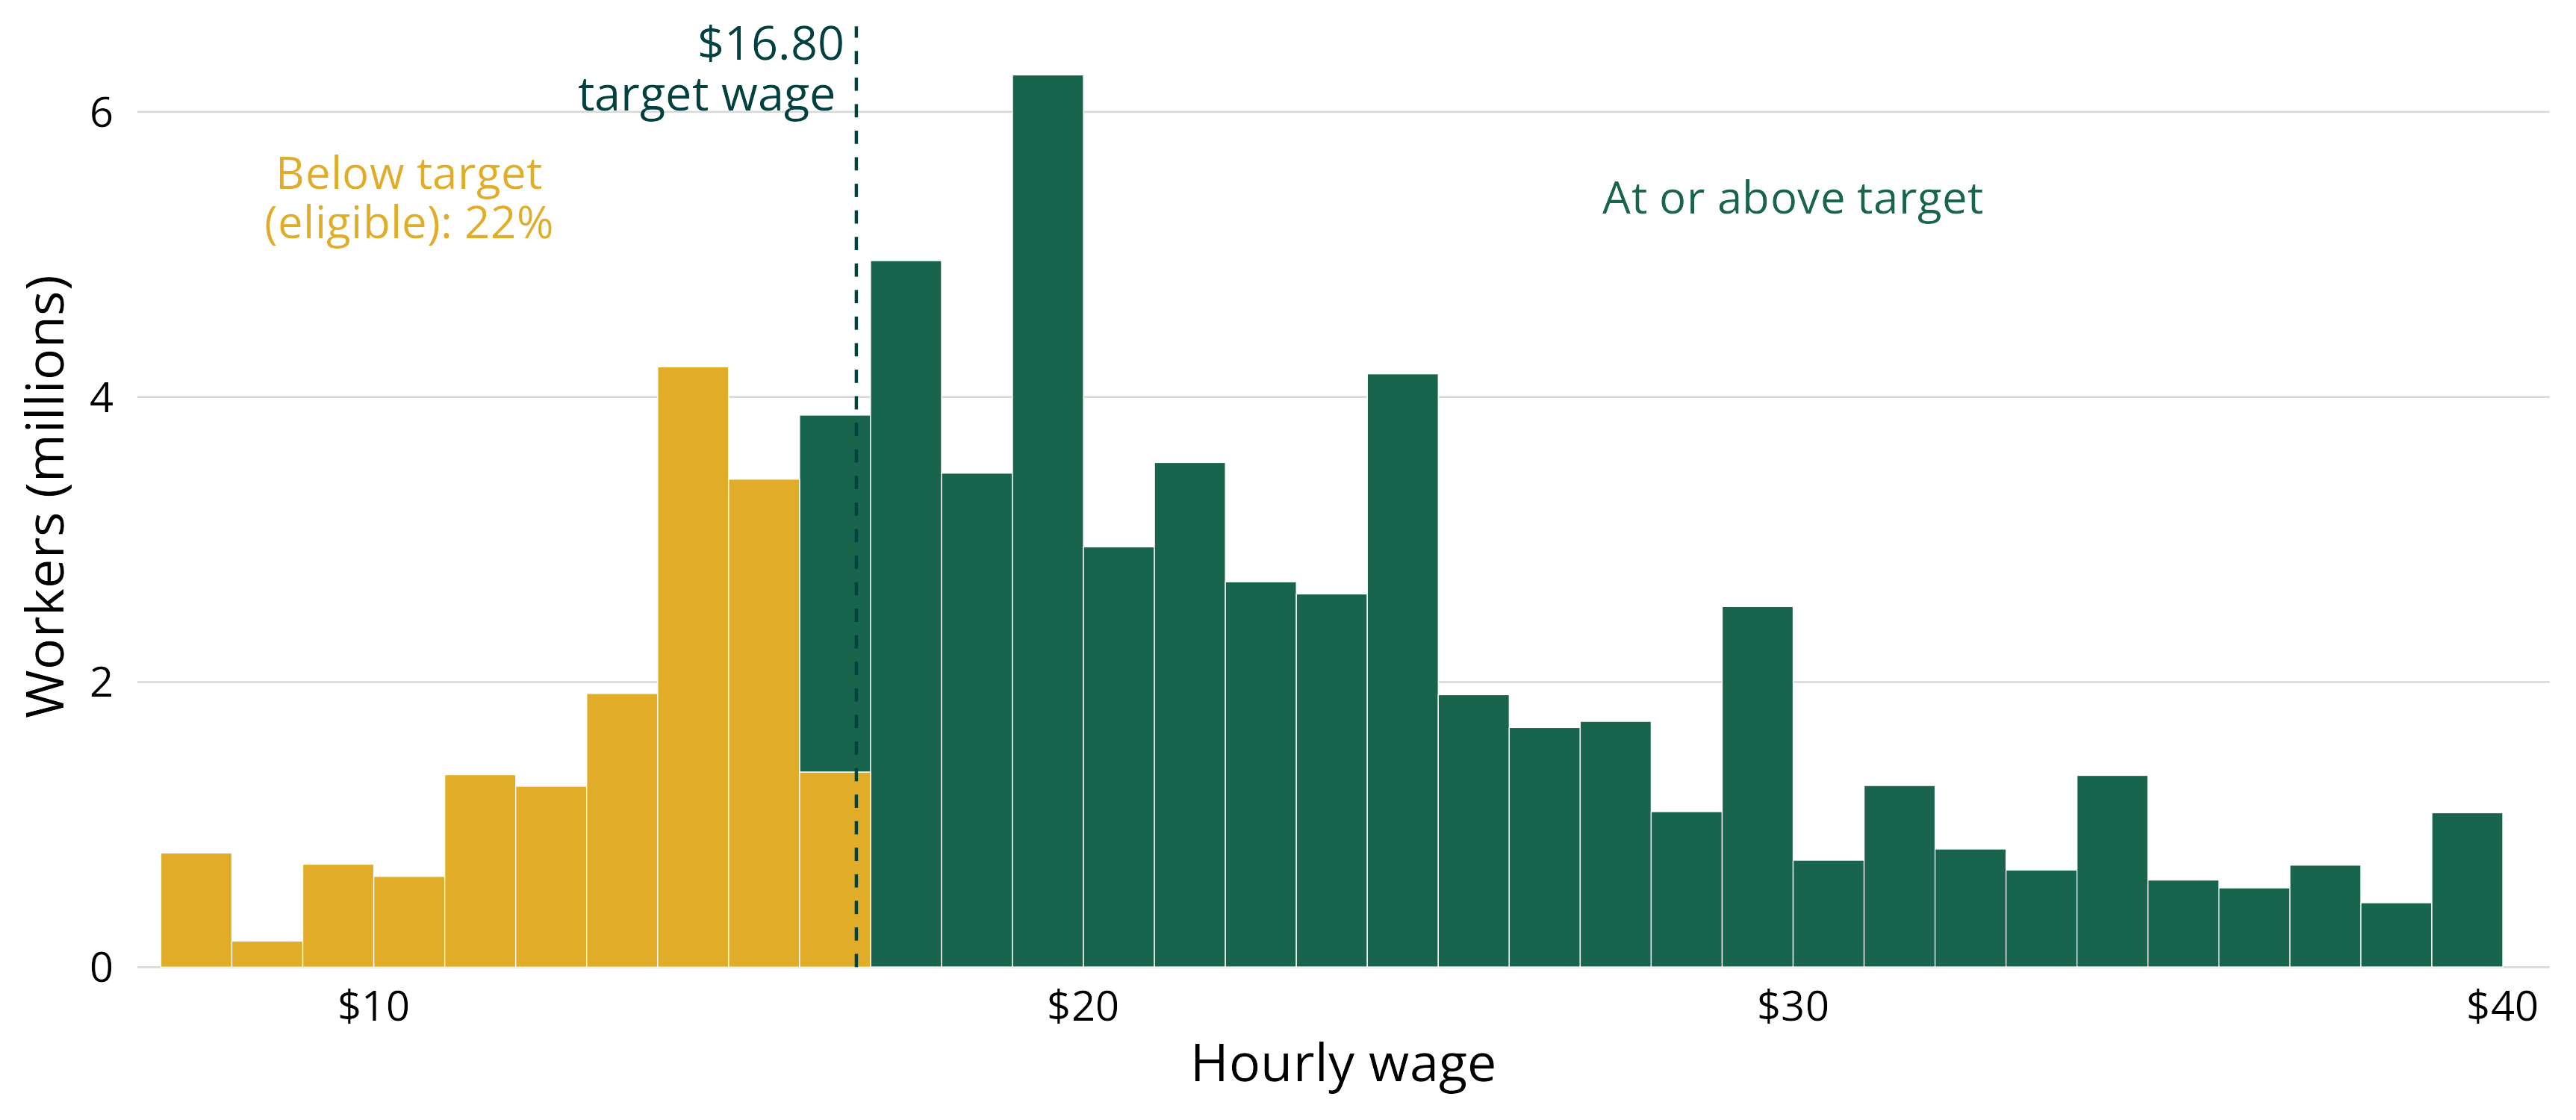 $16.80
target wage
6
Below target
(eligible): 22%
At or above target
4
2
0
Workers (millions)
$10
$20
$30
$40
Hourly wage